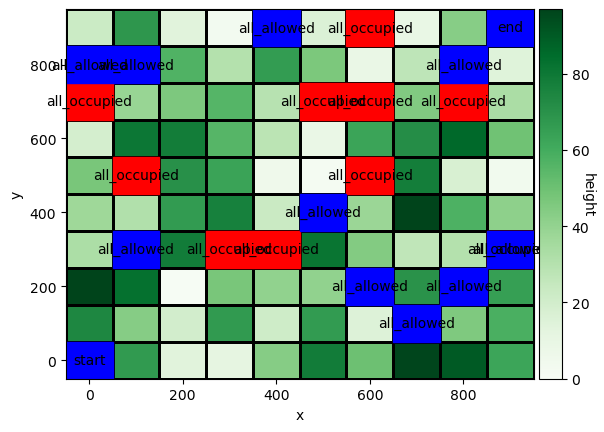 all_allowed all_occupied end
800 all_allowed all_allowed all_allowed 80
all_occupied all_occupied all_occupied all_occupied
600 60
all_occupied all_occupied
y height
400 all_allowed 40
all_allowed all_occupied all_occupied
200 all_allowed all_allowed 20
all_allowed
0 start 0
0 200 400 600 800
x